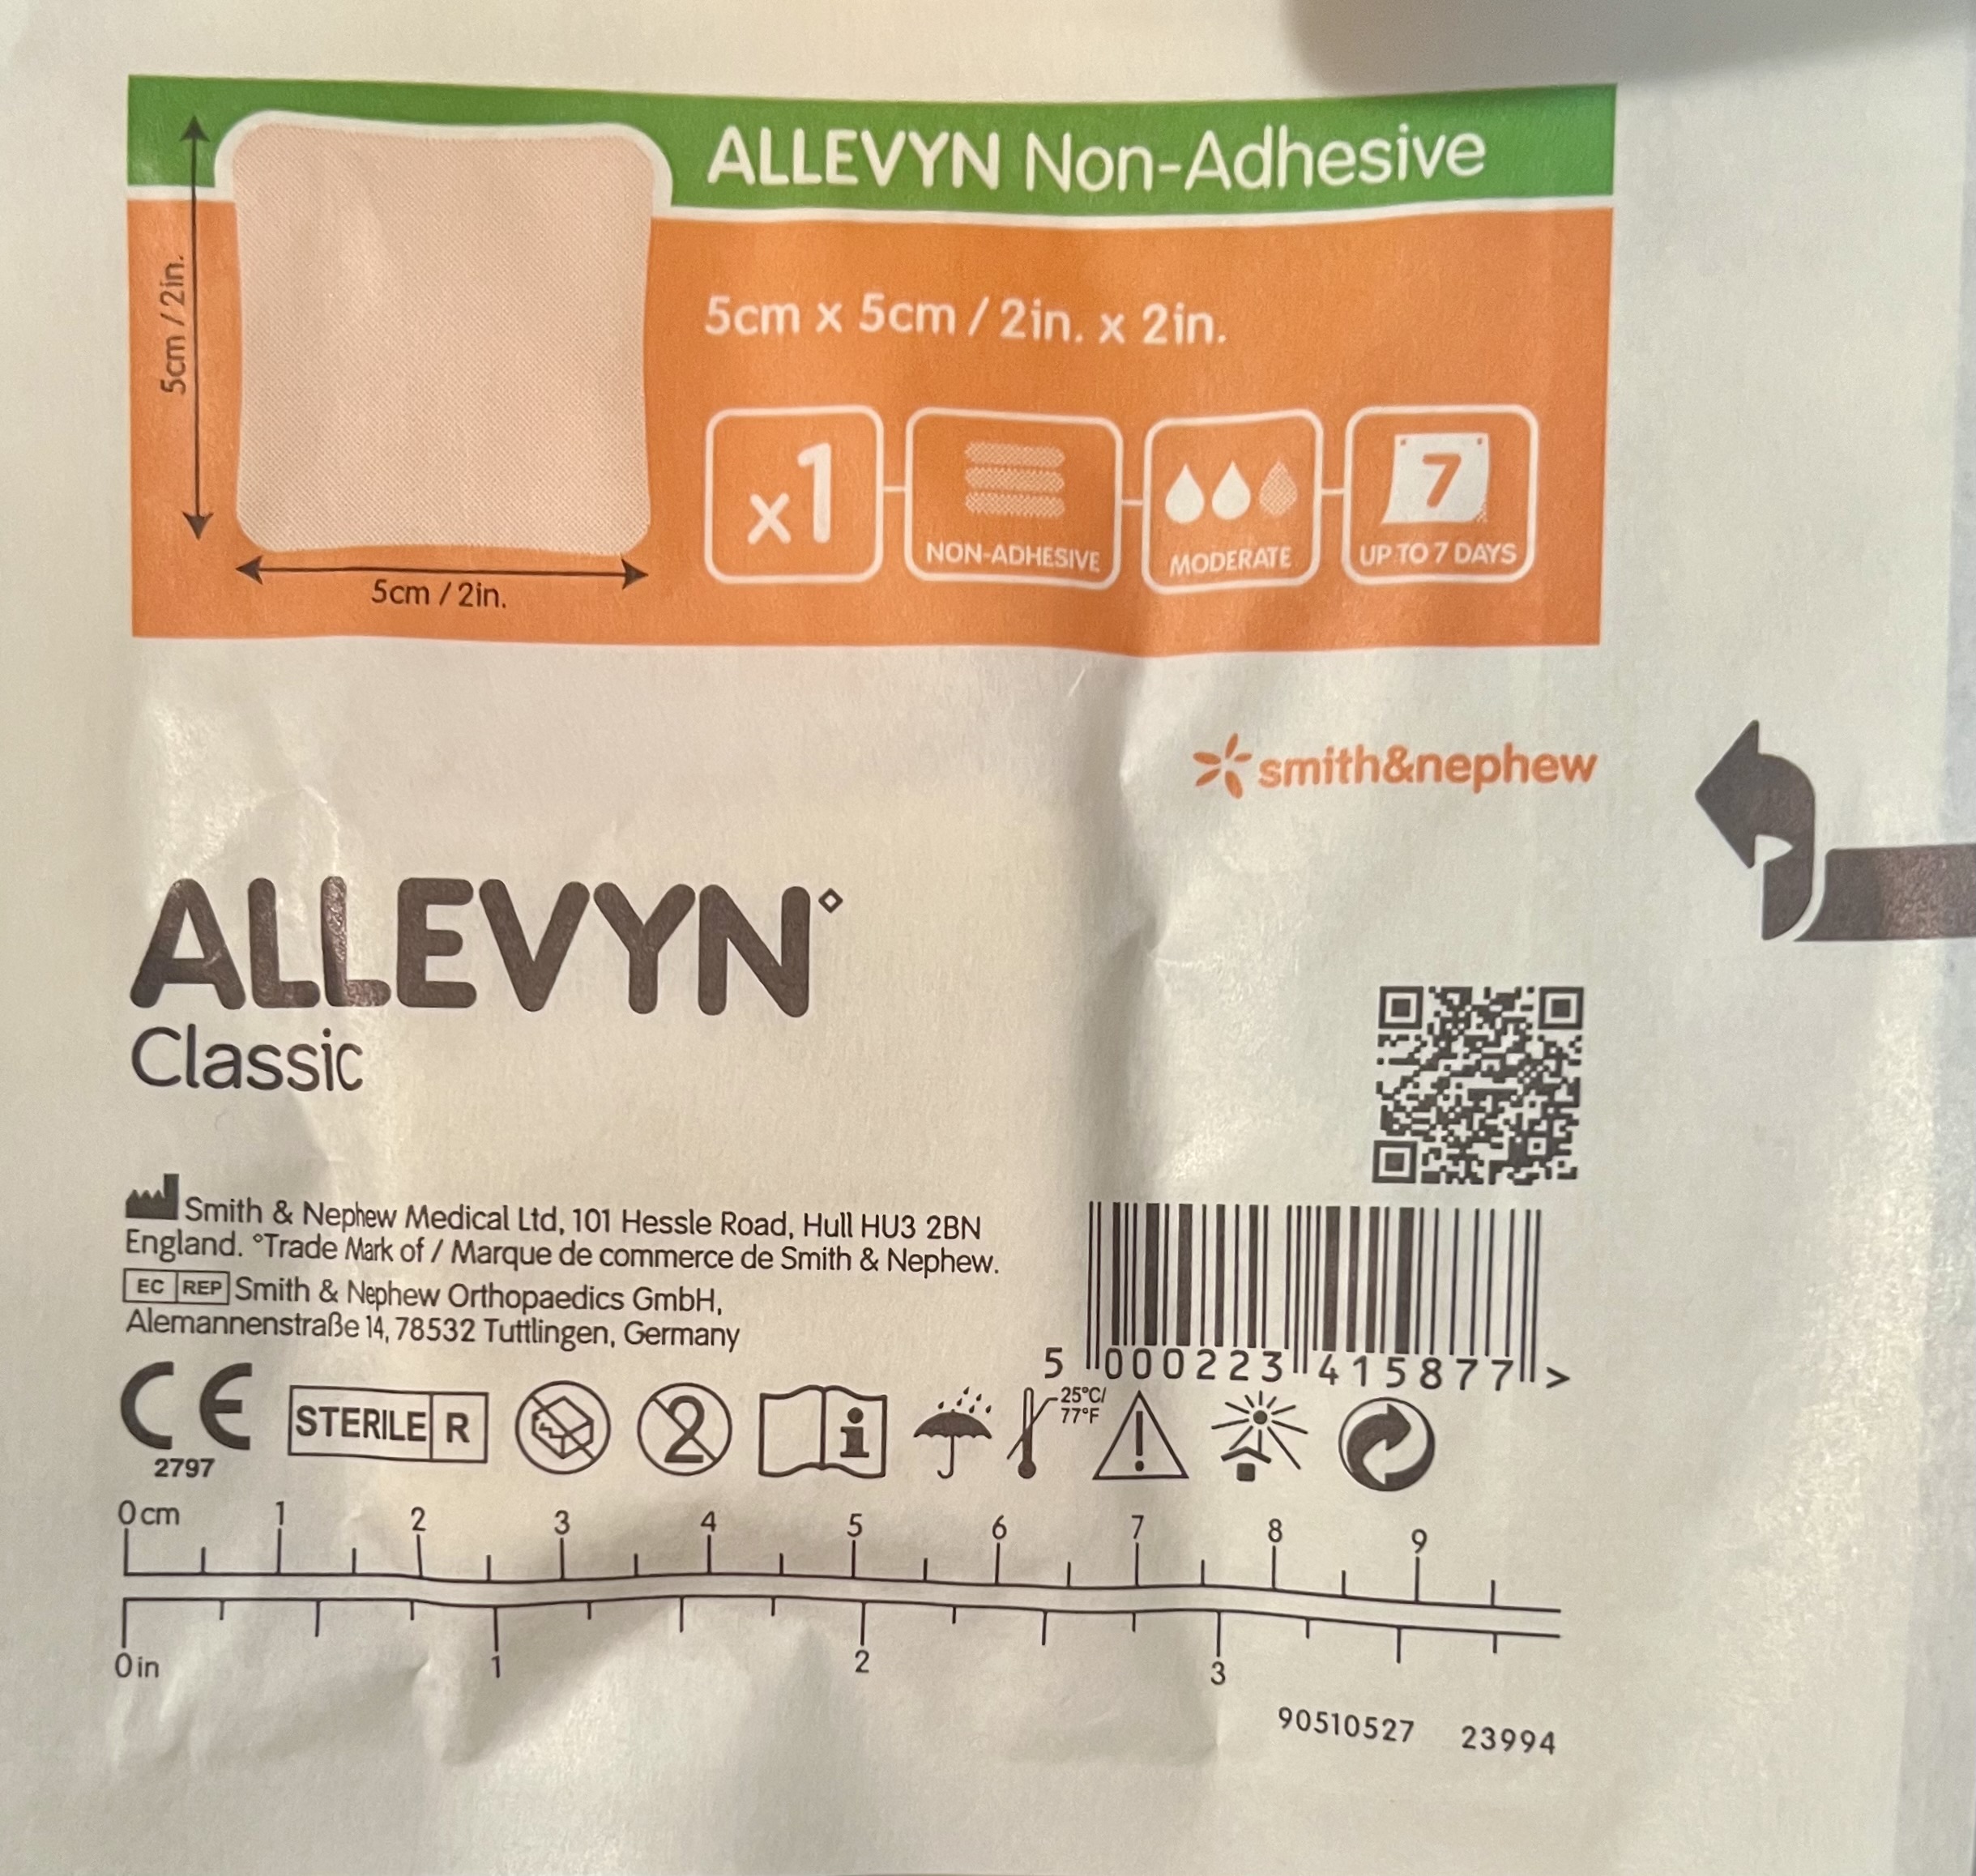 ALLEVYN Non-Adhesive
5cm / 2in.
5cm x 5cm / 2in. x 2in.
x1
NON-ADHESIVE
MODERATE
7
UP TO 7 DAYS
5cm / 2in.
smith&nephew
ALLEVYN◊
Classic
Smith & Nephew Medical Ltd, 101 Hessle Road, Hull HU3 2BN
England. ◊Trade Mark of / Marque de commerce de Smith & Nephew.
EC REP Smith & Nephew Orthopaedics GmbH,
Alemannenstraße 14, 78532 Tuttlingen, Germany
5 000223 415877 >
CE
2797
STERILE R
2
i
25°C/
77°F
!
0 cm 1 2 3 4 5 6 7 8 9
0 in 1 2 3
90510527 23994